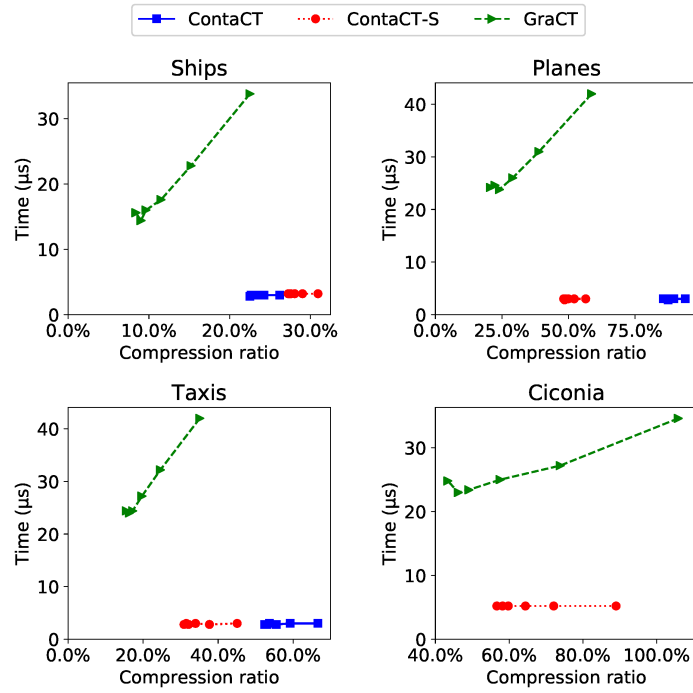 ContaCT ContaCT-S GraCT
Ships
Time (µs)
30
20
10
0
0.0% 10.0% 20.0% 30.0%
Compression ratio
Planes
Time (µs)
40
30
20
10
0
0.0% 25.0% 50.0% 75.0%
Compression ratio
Taxis
Time (µs)
40
30
20
10
0
0.0% 20.0% 40.0% 60.0%
Compression ratio
Ciconia
Time (µs)
30
20
10
0
40.0% 60.0% 80.0% 100.0%
Compression ratio